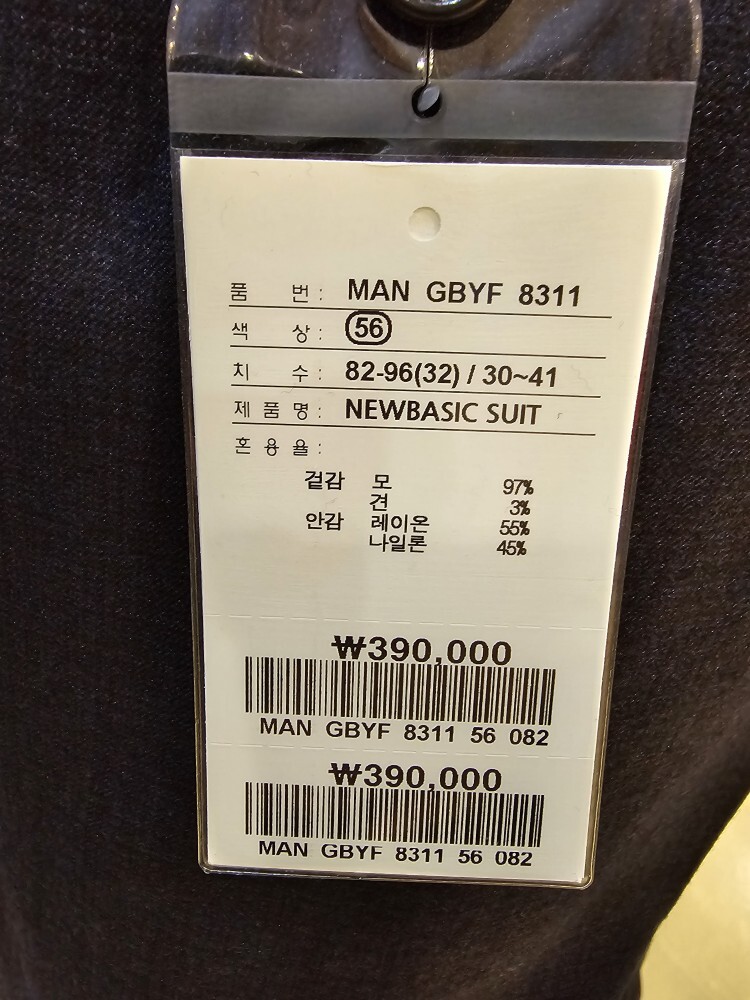 품 번 : MAN GBYF 8311
색 상 : 56
치 수 : 82-96(32) / 30~41
제 품 명 : NEWBASIC SUIT
혼 용 율 :
겉감 모 97%
견 3%
안감 레이온 55%
나일론 45%
₩390,000
MAN GBYF 8311 56 082
₩390,000
MAN GBYF 8311 56 082